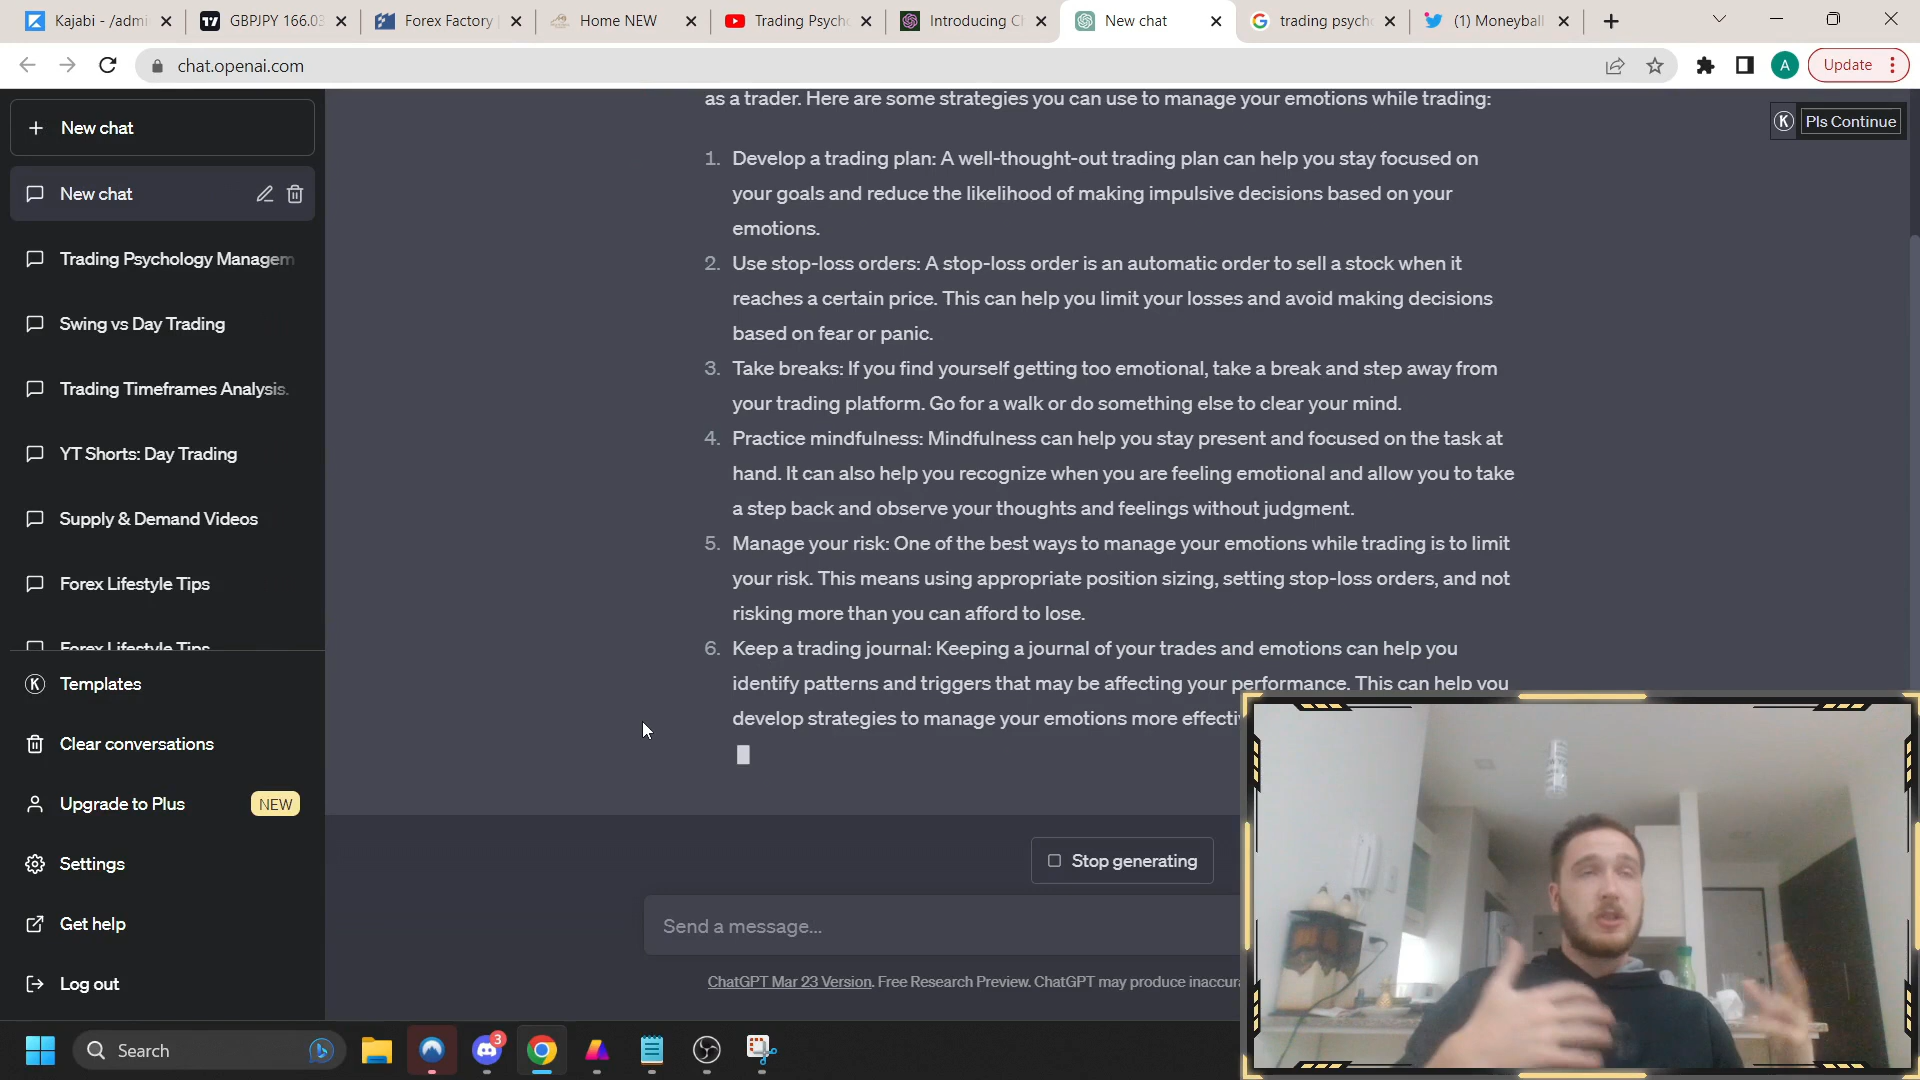 Kajabi - /admi
GBPJPY 166.03
Forex Factory
Home NEW
Trading Psych
Introducing Ch
New chat
trading psych
(1) Moneyball
chat.openai.com
A
Update
New chat
New chat
Trading Psychology Managem
Swing vs Day Trading
Trading Timeframes Analysis.
YT Shorts: Day Trading
Supply & Demand Videos
Forex Lifestyle Tips
Forex Lifestyle Tips
Templates
Clear conversations
Upgrade to Plus NEW
Settings
Get help
Log out
Pls Continue
as a trader. Here are some strategies you can use to manage your emotions while trading:
1. Develop a trading plan: A well-thought-out trading plan can help you stay focused on
your goals and reduce the likelihood of making impulsive decisions based on your
emotions.
2. Use stop-loss orders: A stop-loss order is an automatic order to sell a stock when it
reaches a certain price. This can help you limit your losses and avoid making decisions
based on fear or panic.
3. Take breaks: If you find yourself getting too emotional, take a break and step away from
your trading platform. Go for a walk or do something else to clear your mind.
4. Practice mindfulness: Mindfulness can help you stay present and focused on the task at
hand. It can also help you recognize when you are feeling emotional and allow you to take
a step back and observe your thoughts and feelings without judgment.
5. Manage your risk: One of the best ways to manage your emotions while trading is to limit
your risk. This means using appropriate position sizing, setting stop-loss orders, and not
risking more than you can afford to lose.
6. Keep a trading journal: Keeping a journal of your trades and emotions can help you
identify patterns and triggers that may be affecting your performance. This can help you
develop strategies to manage your emotions more effecti
Stop generating
Send a message...
ChatGPT Mar 23 Version. Free Research Preview. ChatGPT may produce inaccur
Search
3